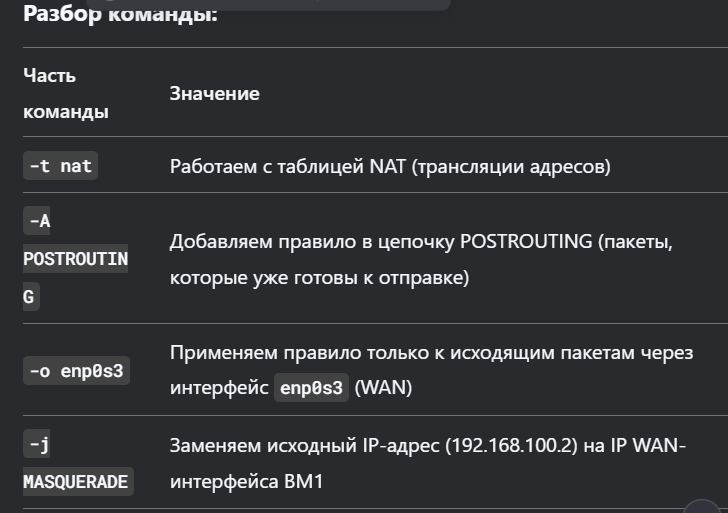 Разбор команды:
Часть
команды
Значение
-t nat
Работаем с таблицей NAT (трансляции адресов)
-A
POSTROUTIN
G
Добавляем правило в цепочку POSTROUTING (пакеты,
которые уже готовы к отправке)
-o enp0s3
Применяем правило только к исходящим пакетам через
интерфейс enp0s3 (WAN)
-j
MASQUERADE
Заменяем исходный IP-адрес (192.168.100.2) на IP WAN-
интерфейса ВМ1